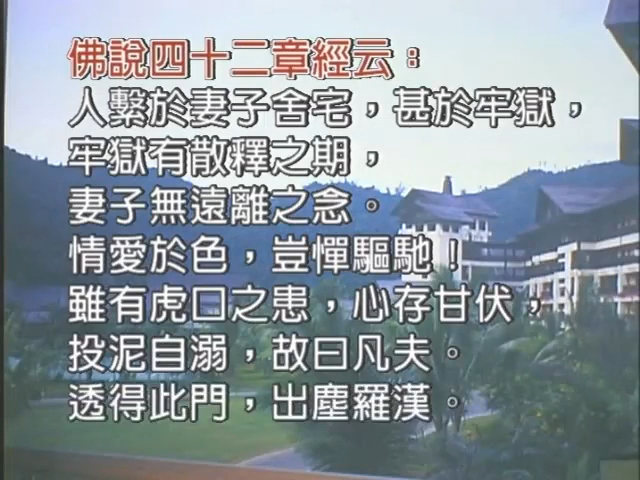 佛說四十二章經云：
人繫於妻子舍宅，甚於牢獄，
牢獄有散釋之期，
妻子無遠離之念。
情愛於色，豈憚驅馳！
雖有虎口之患，心存甘伏，
投泥自溺，故曰凡夫。
透得此門，出塵羅漢。